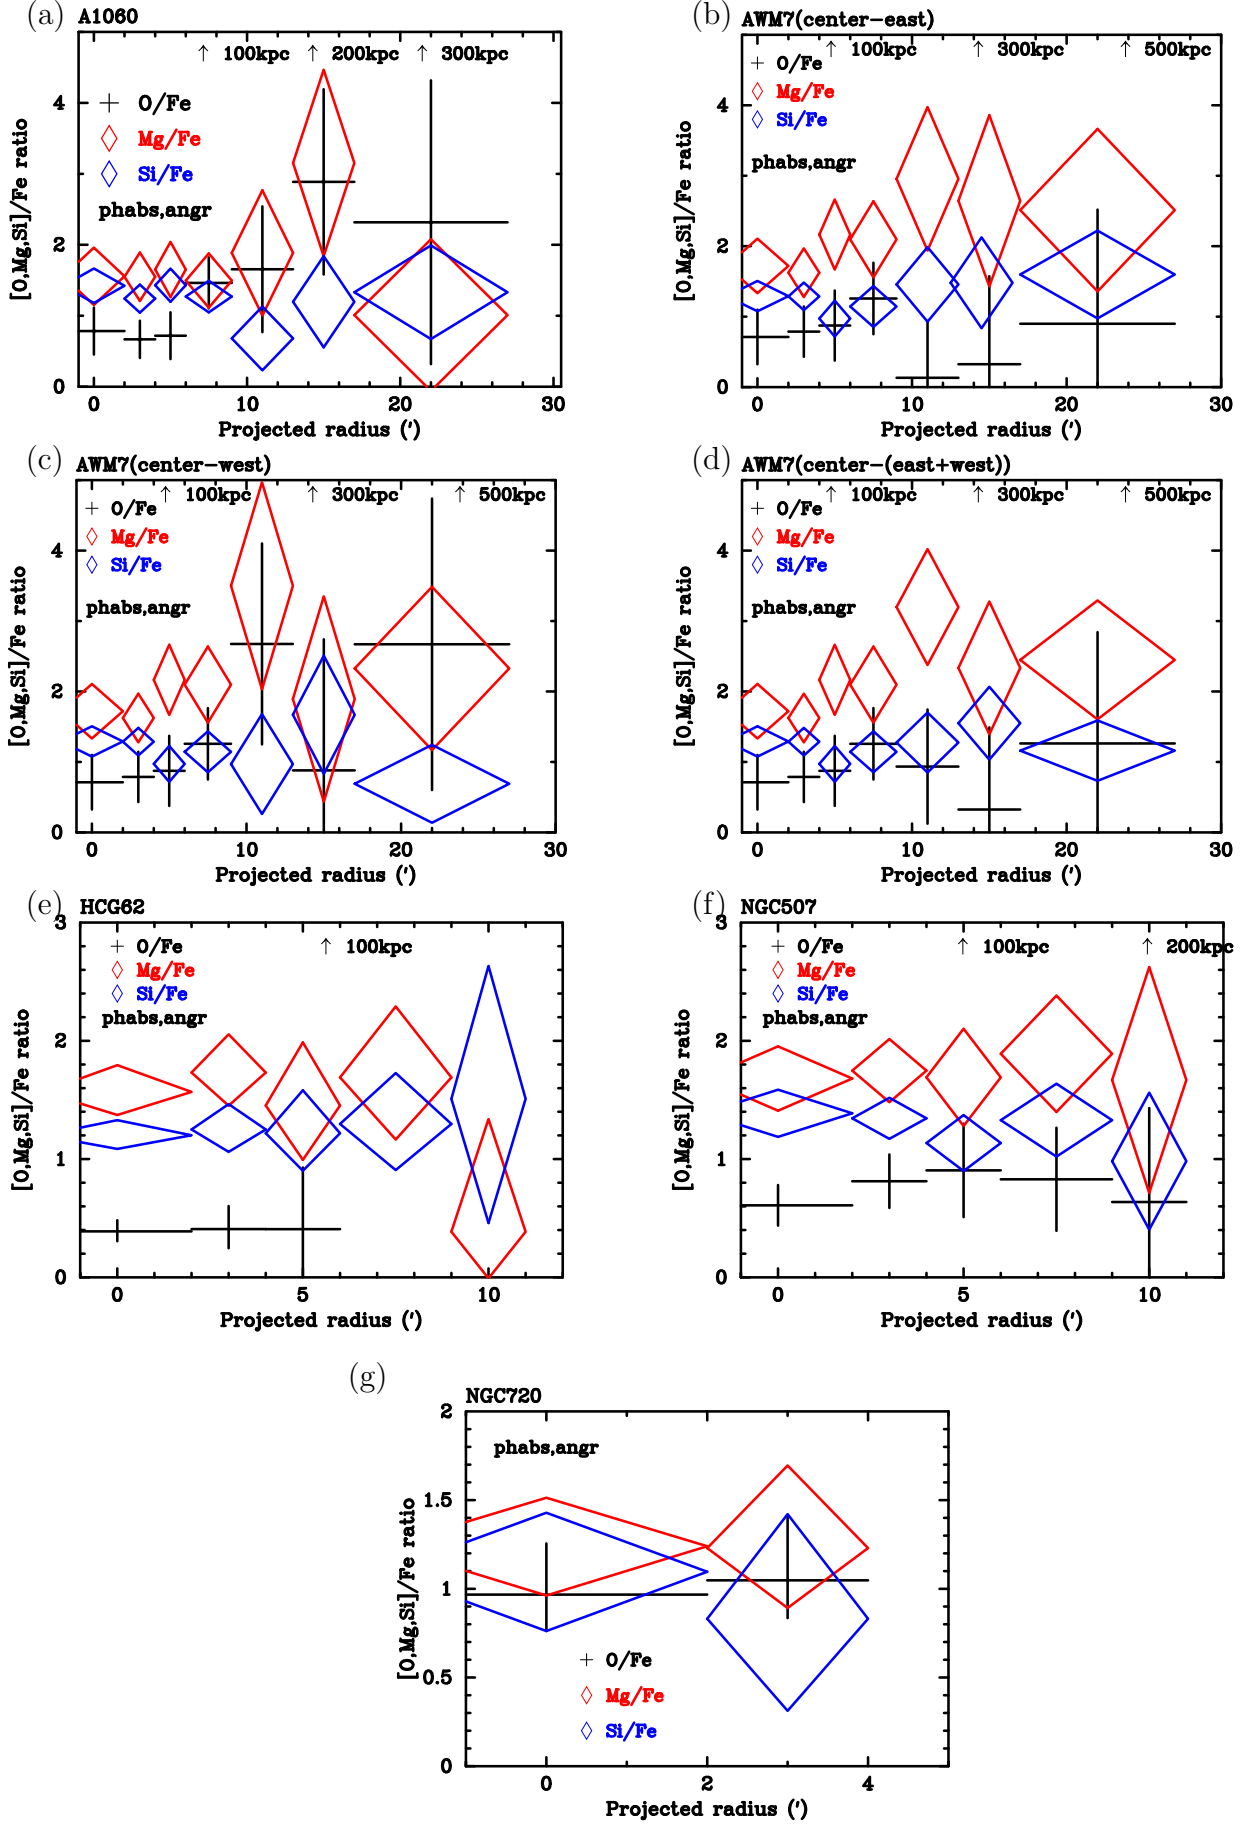 (a) A1060
↑ 100kpc ↑ 200kpc ↑ 300kpc
O/Fe
Mg/Fe
Si/Fe
phabs,angr
[O,Mg,Si]/Fe ratio
0 2 4
0 10 20 30
Projected radius (′)
(b) AWM7(center−east)
↑ 100kpc ↑ 300kpc ↑ 500kpc
O/Fe
Mg/Fe
Si/Fe
phabs,angr
[O,Mg,Si]/Fe ratio
0 2 4
0 10 20 30
Projected radius (′)
(c) AWM7(center−west)
↑ 100kpc ↑ 300kpc ↑ 500kpc
O/Fe
Mg/Fe
Si/Fe
phabs,angr
[O,Mg,Si]/Fe ratio
0 2 4
0 10 20 30
Projected radius (′)
(d) AWM7(center−(east+west))
↑ 100kpc ↑ 300kpc ↑ 500kpc
O/Fe
Mg/Fe
Si/Fe
phabs,angr
[O,Mg,Si]/Fe ratio
0 2 4
0 10 20 30
Projected radius (′)
(e) HCG62
O/Fe ↑ 100kpc
Mg/Fe
Si/Fe
phabs,angr
[O,Mg,Si]/Fe ratio
0 1 2 3
0 5 10
Projected radius (′)
(f) NGC507
O/Fe ↑ 100kpc ↑ 200kpc
Mg/Fe
Si/Fe
phabs,angr
[O,Mg,Si]/Fe ratio
0 1 2 3
0 5 10
Projected radius (′)
(g) NGC720
phabs,angr
O/Fe
Mg/Fe
Si/Fe
[O,Mg,Si]/Fe ratio
0 0.5 1 1.5 2
0 2 4
Projected radius (′)